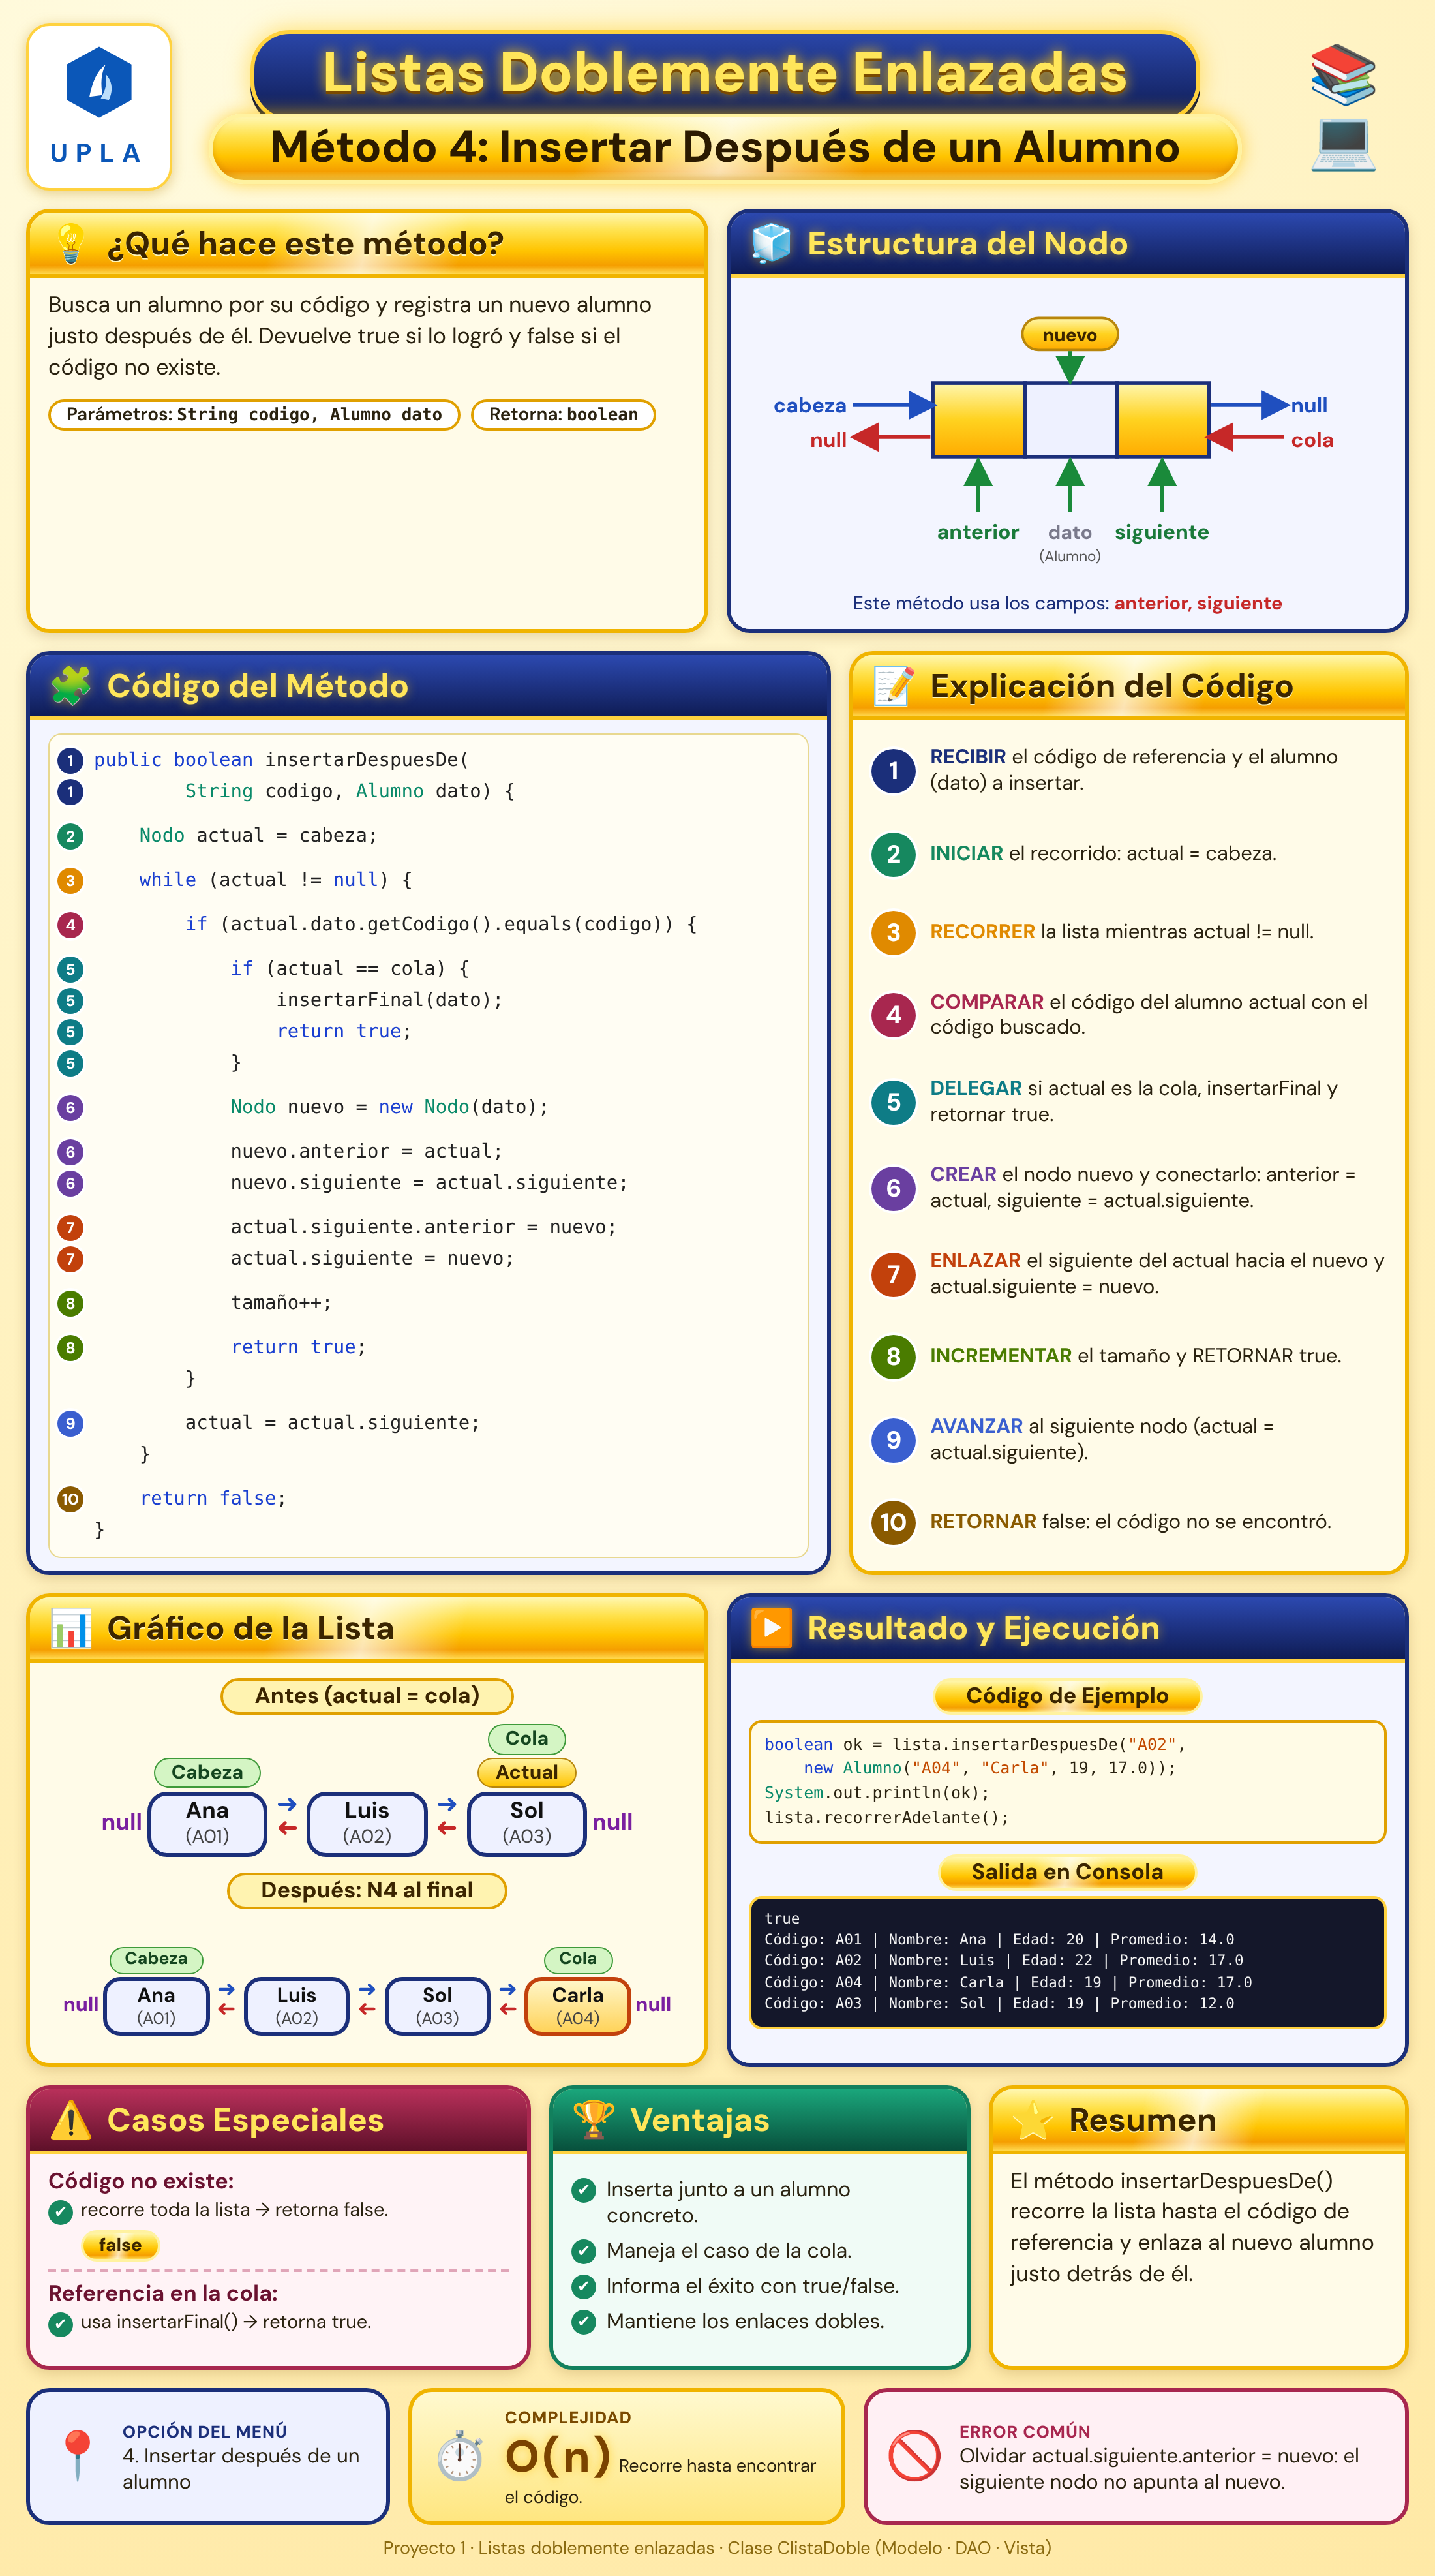 UPLA
Listas Doblemente Enlazadas
Método 4: Insertar Después de un Alumno
¿Qué hace este método?
Busca un alumno por su código y registra un nuevo alumno
justo después de él. Devuelve true si lo logró y false si el
código no existe.
Parámetros: String codigo, Alumno dato
Retorna: boolean
Estructura del Nodo
nuevo
cabeza
null
null
cola
anterior
dato
siguiente
(Alumno)
Este método usa los campos: anterior, siguiente
Código del Método
1 public boolean insertarDespuesDe(
1 String codigo, Alumno dato) {
2 Nodo actual = cabeza;
3 while (actual != null) {
4 if (actual.dato.getCodigo().equals(codigo)) {
5 if (actual == cola) {
5 insertarFinal(dato);
5 return true;
5 }
6 Nodo nuevo = new Nodo(dato);
6 nuevo.anterior = actual;
6 nuevo.siguiente = actual.siguiente;
7 actual.siguiente.anterior = nuevo;
7 actual.siguiente = nuevo;
8 tamaño++;
8 return true;
}
9 actual = actual.siguiente;
}
10 return false;
}
Explicación del Código
1 RECIBIR el código de referencia y el alumno
(dato) a insertar.
2 INICIAR el recorrido: actual = cabeza.
3 RECORRER la lista mientras actual != null.
4 COMPARAR el código del alumno actual con el
código buscado.
5 DELEGAR si actual es la cola, insertarFinal y
retornar true.
6 CREAR el nodo nuevo y conectarlo: anterior =
actual, siguiente = actual.siguiente.
7 ENLAZAR el siguiente del actual hacia el nuevo y
actual.siguiente = nuevo.
8 INCREMENTAR el tamaño y RETORNAR true.
9 AVANZAR al siguiente nodo (actual =
actual.siguiente).
10 RETORNAR false: el código no se encontró.
Gráfico de la Lista
Antes (actual = cola)
Cola
Cabeza
Actual
null
Ana
(A01)
Luis
(A02)
Sol
(A03)
null
Después: N4 al final
Cabeza
Cola
null
Ana
(A01)
Luis
(A02)
Sol
(A03)
Carla
(A04)
null
Resultado y Ejecución
Código de Ejemplo
boolean ok = lista.insertarDespuesDe("A02",
new Alumno("A04", "Carla", 19, 17.0));
System.out.println(ok);
lista.recorrerAdelante();
Salida en Consola
true
Código: A01 | Nombre: Ana | Edad: 20 | Promedio: 14.0
Código: A02 | Nombre: Luis | Edad: 22 | Promedio: 17.0
Código: A04 | Nombre: Carla | Edad: 19 | Promedio: 17.0
Código: A03 | Nombre: Sol | Edad: 19 | Promedio: 12.0
Casos Especiales
Código no existe:
recorre toda la lista → retorna false.
false
Referencia en la cola:
usa insertarFinal() → retorna true.
Ventajas
Inserta junto a un alumno
concreto.
Maneja el caso de la cola.
Informa el éxito con true/false.
Mantiene los enlaces dobles.
Resumen
El método insertarDespuesDe()
recorre la lista hasta el código de
referencia y enlaza al nuevo alumno
justo detrás de él.
OPCIÓN DEL MENÚ
4. Insertar después de un
alumno
COMPLEJIDAD
O(n) Recorre hasta encontrar
el código.
ERROR COMÚN
Olvidar actual.siguiente.anterior = nuevo: el
siguiente nodo no apunta al nuevo.
Proyecto 1 · Listas doblemente enlazadas · Clase ClistaDoble (Modelo · DAO · Vista)